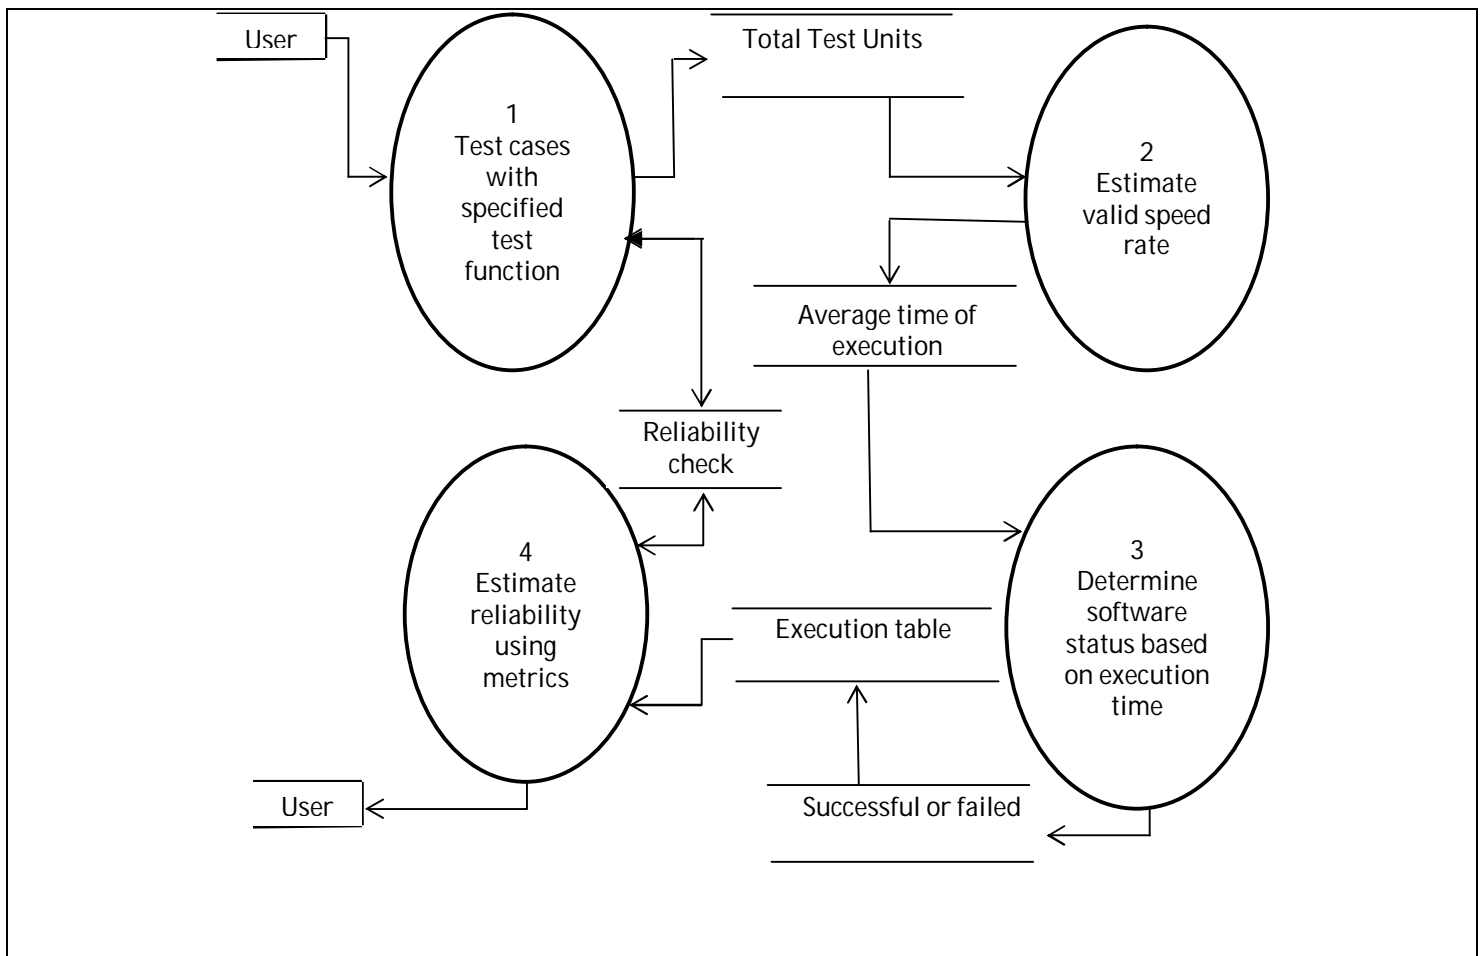 User
Total Test Units
1
Test cases
with
specified
test
function
2
Estimate
valid speed
rate
Average time of
execution
Reliability
check
4
Estimate
reliability
using
metrics
Execution table
3
Determine
software
status based
on execution
time
User
Successful or failed